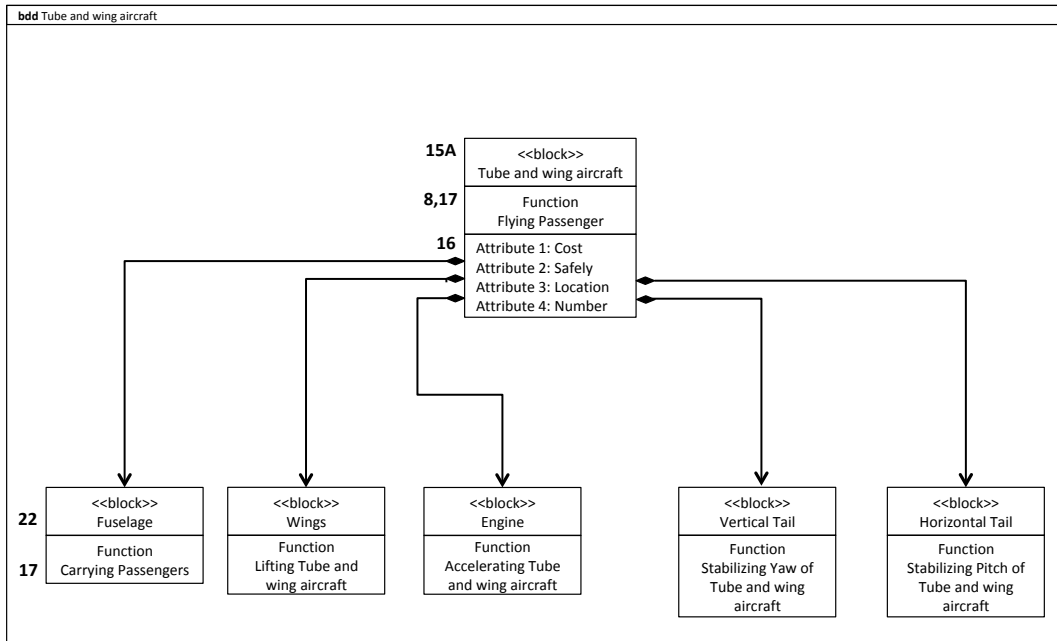 bdd Tube and wing aircraft
15A
<<block>>
Tube and wing aircraft
8,17
Function
Flying Passenger
16
Attribute 1: Cost
Attribute 2: Safely
Attribute 3: Location
Attribute 4: Number
22
<<block>>
Fuselage
17
Function
Carrying Passengers
<<block>>
Wings
Function
Lifting Tube and
wing aircraft
<<block>>
Engine
Function
Accelerating Tube
and wing aircraft
<<block>>
Vertical Tail
Function
Stabilizing Yaw of
Tube and wing
aircraft
<<block>>
Horizontal Tail
Function
Stabilizing Pitch of
Tube and wing
aircraft